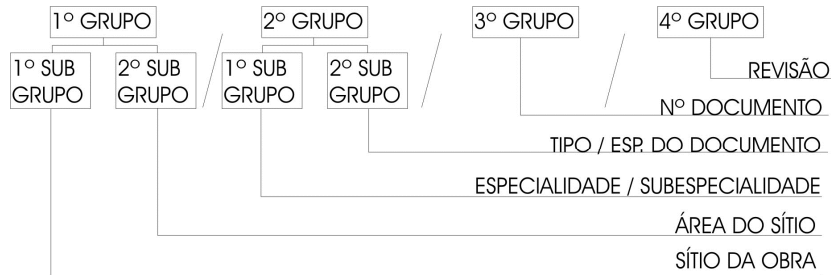 1º GRUPO
2º GRUPO
3º GRUPO
4º GRUPO
1º SUB
GRUPO
2º SUB
GRUPO
1º SUB
GRUPO
2º SUB
GRUPO
REVISÃO
Nº DOCUMENTO
TIPO / ESP. DO DOCUMENTO
ESPECIALIDADE / SUBESPECIALIDADE
ÁREA DO SÍTIO
SÍTIO DA OBRA